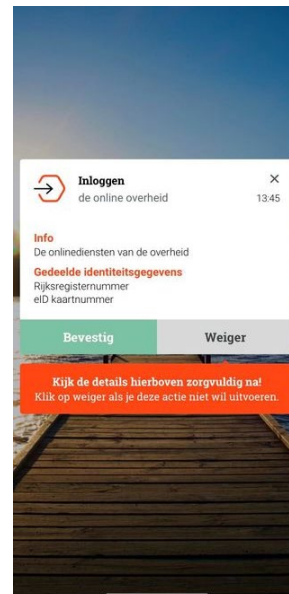 Inloggen
de online overheid
13:45
Info
De onlinediensten van de overheid
Gedeelde identiteitsgegevens
Rijksregisternummer
eID kaartnummer
Bevestig
Weiger
Kijk de details hierboven zorgvuldig na!
Klik op weiger als je deze actie niet wil uitvoeren.